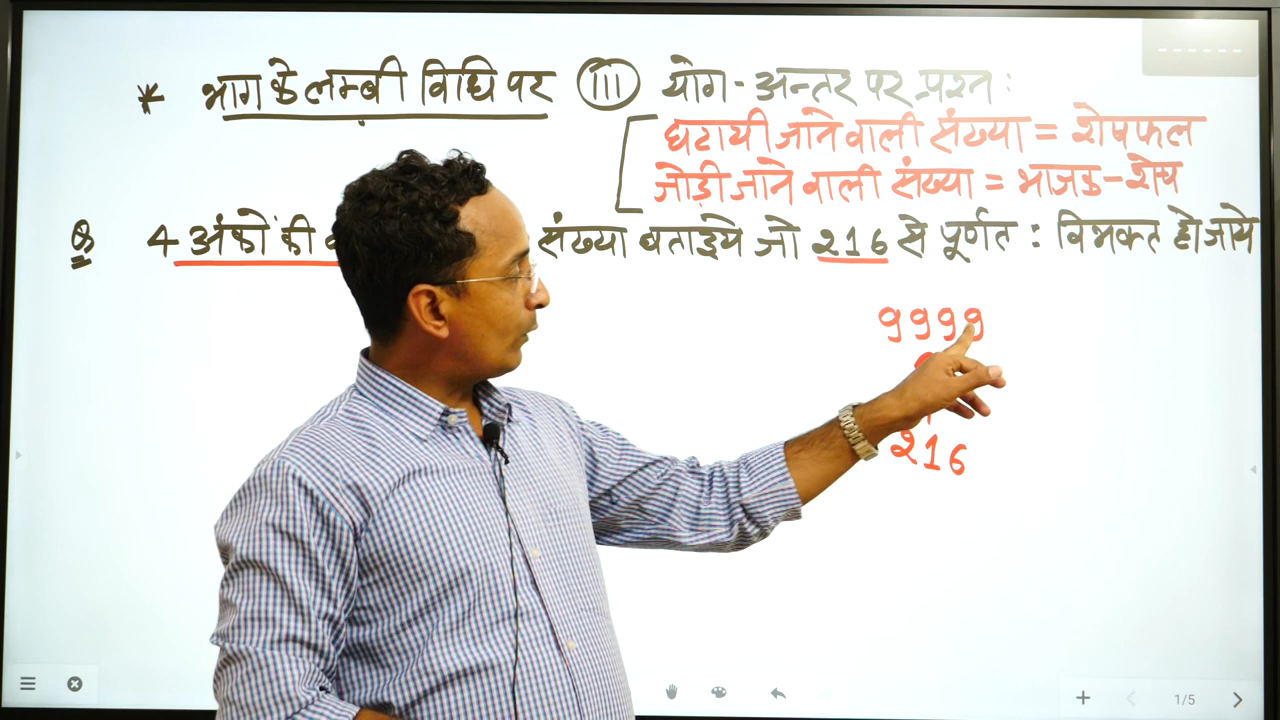 * भाग के लम्बी विधि पर III योग - अन्तर पर प्रश्न :
घटायी जाने वाली संख्या = शेषफल
जोड़ी जाने वाली संख्या = भाजक - शेष
Q 4 अंकों की संख्या बताइये जो 216 से पूर्णत : विभक्त हो जाये
9999
216
1/5